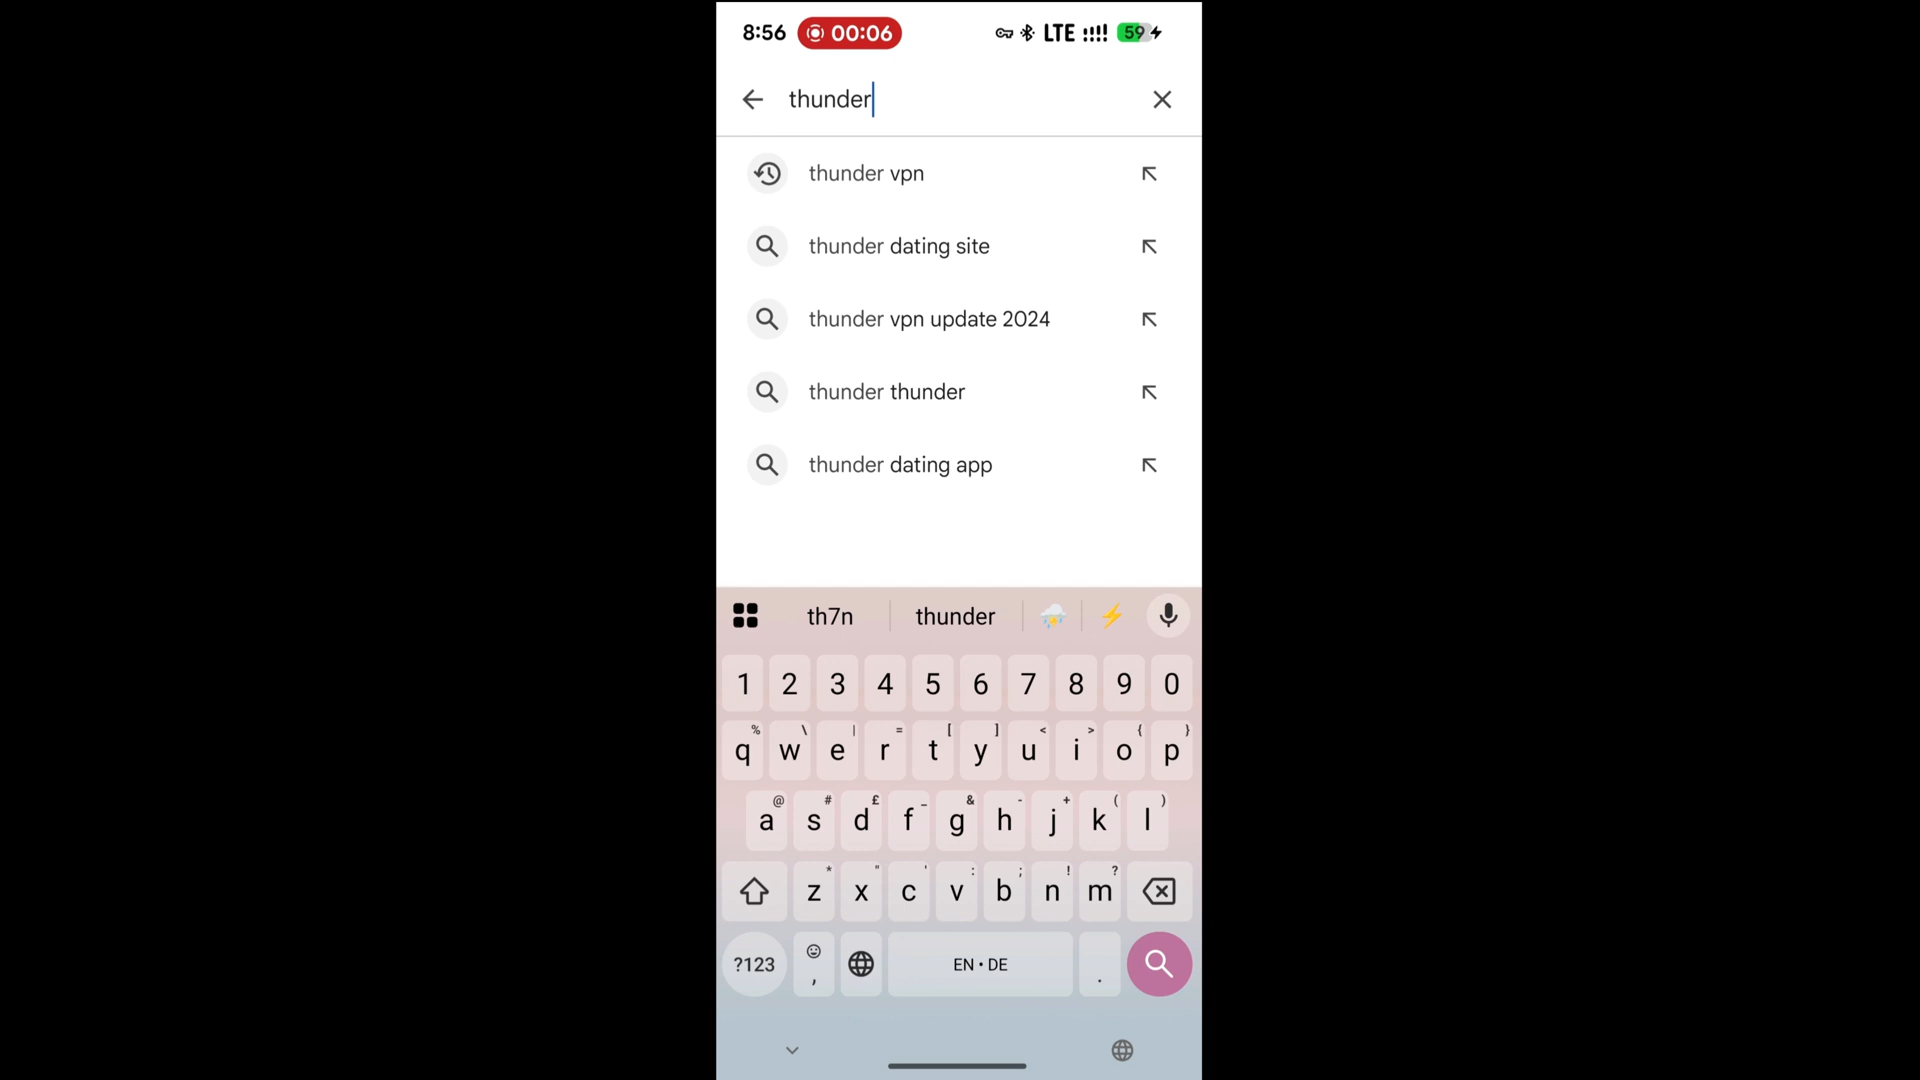 8:56 00:06 LTE 59
thunder
thunder vpn
thunder dating site
thunder vpn update 2024
thunder thunder
thunder dating app
th7n thunder
1 2 3 4 5 6 7 8 9 0
% \ | = [ ] < > { }
q w e r t y u i o p
@ # £ _ & - + ( )
a s d f g h j k l
* " ' : ; ! ?
z x c v b n m
?123 , EN • DE .